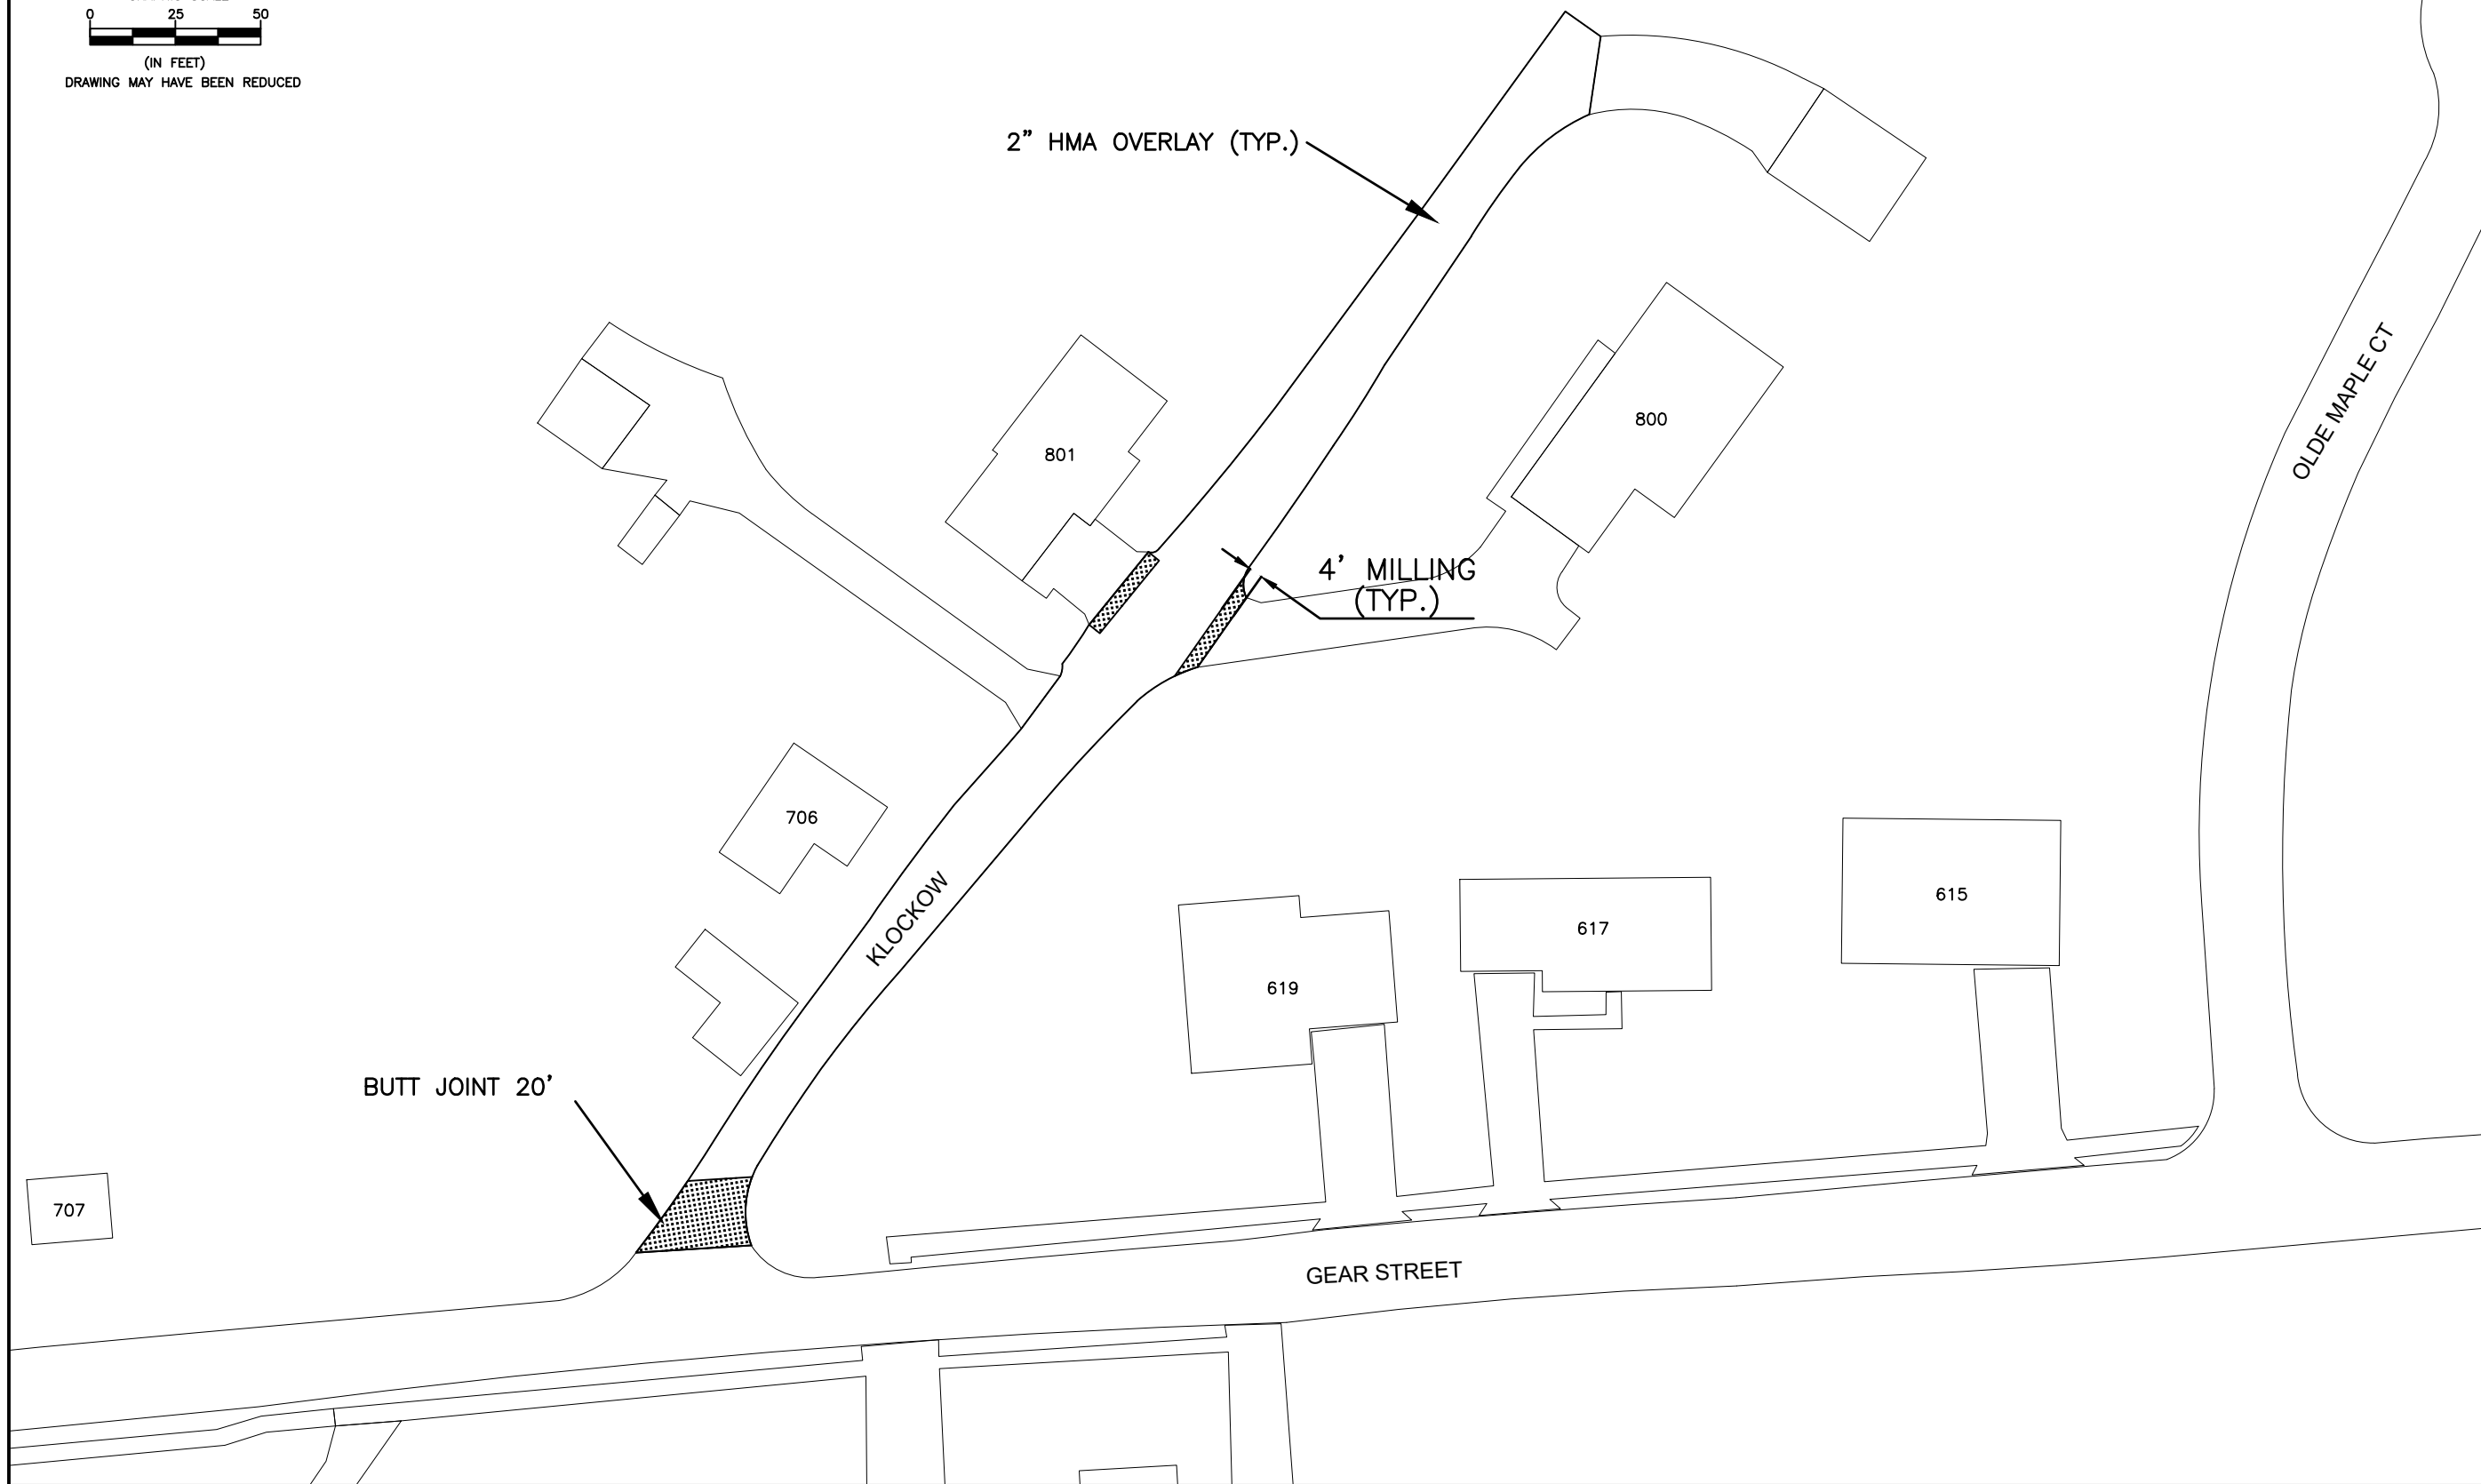 0 25 50
(IN FEET)
DRAWING MAY HAVE BEEN REDUCED
2" HMA OVERLAY (TYP.)
OLDE MAPLE CT
800
801
4' MILLING
(TYP.)
706
KLOCKOW
615
617
619
BUTT JOINT 20'
707
GEAR STREET